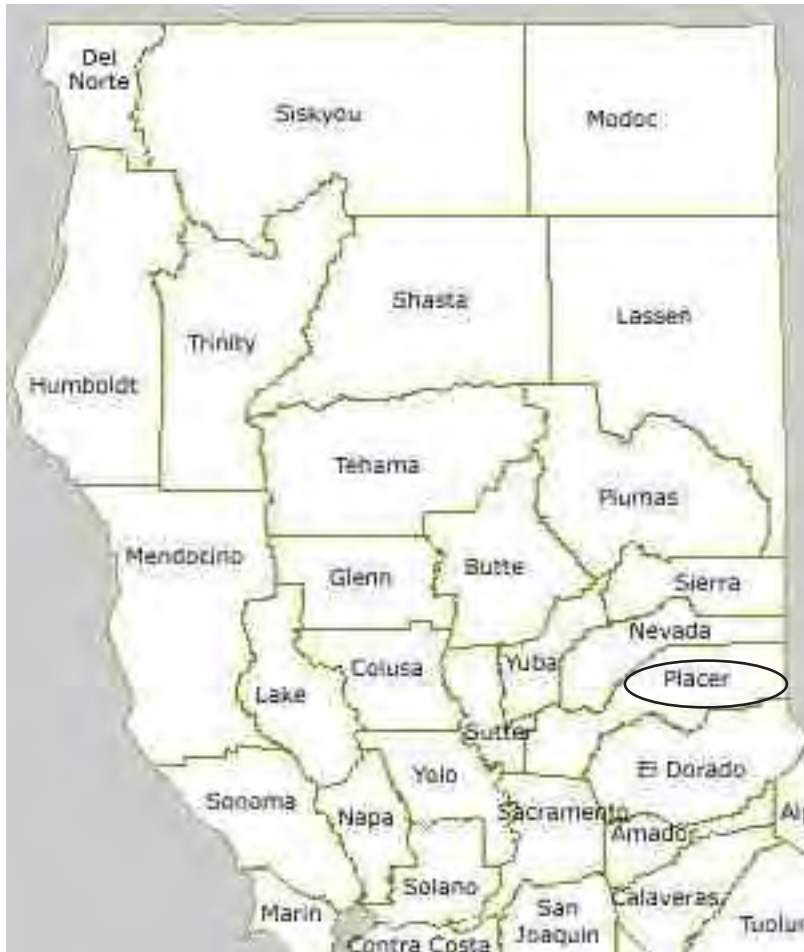 Del
Norte
Siskyou
Modoc
Shasta
Lassen
Trinity
Humboldt
Tehama
Plumas
Mendocino
Glenn
Butte
Sierra
Nevada
Yuba
Colusa
Placer
Lake
Sutter
Yolo
El Dorado
Sonoma
Napa
Sacramento
Amador
Solano
Calaveras
Marin
San
Joaquin
Contra Costa